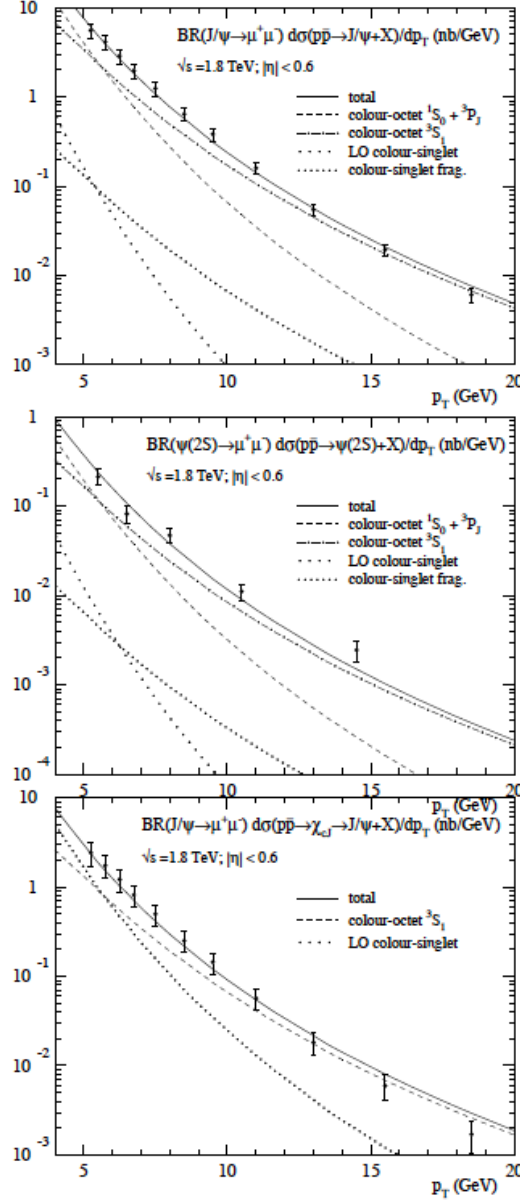 BR(J/ψ→μ⁺μ⁻) dσ(pp̄→J/ψ+X)/dp_T (nb/GeV)
√s =1.8 TeV; |η| < 0.6
total
colour-octet ¹S₀ + ³P_J
colour-octet ³S₁
LO colour-singlet
colour-singlet frag.
10
1
10⁻¹
10⁻²
10⁻³
5 10 15 20
p_T (GeV)
BR(ψ(2S)→μ⁺μ⁻) dσ(pp̄→ψ(2S)+X)/dp_T (nb/GeV)
√s =1.8 TeV; |η| < 0.6
total
colour-octet ¹S₀ + ³P_J
colour-octet ³S₁
LO colour-singlet
colour-singlet frag.
1
10⁻¹
10⁻²
10⁻³
10⁻⁴
5 10 15 20
p_T (GeV)
BR(J/ψ→μ⁺μ⁻) dσ(pp̄→χ_cJ→J/ψ+X)/dp_T (nb/GeV)
√s =1.8 TeV; |η| < 0.6
total
colour-octet ³S₁
LO colour-singlet
10
1
10⁻¹
10⁻²
10⁻³
5 10 15 20
p_T (GeV)